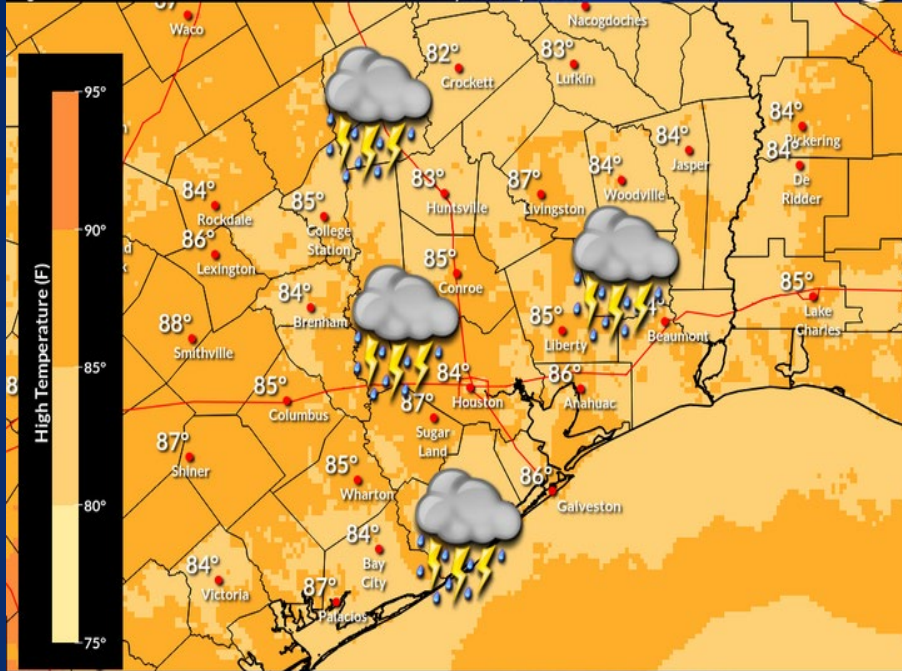 Waco
Nacogdoches
82°
Crockett
83°
Lufkin
84°
Pickering
84°
De
Ridder
84°
Jasper
84°
Woodville
87°
Livingston
83°
Huntsville
84°
Rockdale
85°
College
Station
86°
Lexington
85°
Conroe
84°
Brenham
85°
Liberty
Beaumont
85°
Lake
Charles
88°
Smithville
85°
Columbus
84°
Houston
86°
Anahuac
87°
Sugar
Land
87°
Shiner
85°
Wharton
86°
Galveston
84°
Bay
City
84°
Victoria
87°
Palacios
High Temperature (F)
95°
90°
85°
80°
75°